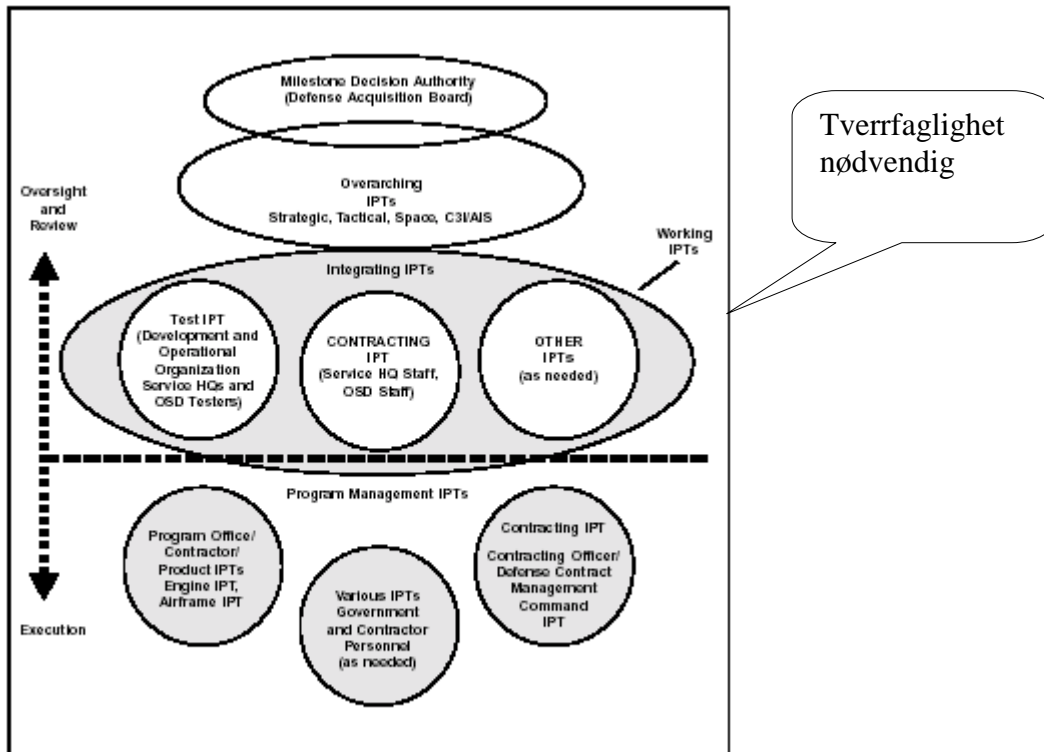 Milestone Decision Authority
(Defense Acquisition Board)
Overarching
IPTs
Strategic, Tactical, Space, C3I/AIS
Oversight
and
Review
Working
IPTs
Integrating IPTs
Test IPT
(Development and
Operational
Organization
Service HQs and
OSD Testers)
CONTRACTING
IPT
(Service HQ Staff,
OSD Staff)
OTHER
IPTs
(as needed)
Program Management IPTs
Program Office/
Contractor/
Product IPTs
Engine IPT,
Airframe IPT
Various IPTs
Government
and Contractor
Personnel
(as needed)
Contracting IPT
Contracting Officer/
Defense Contract
Management
Command
IPT
Execution
Tverrfaglighet
nødvendig